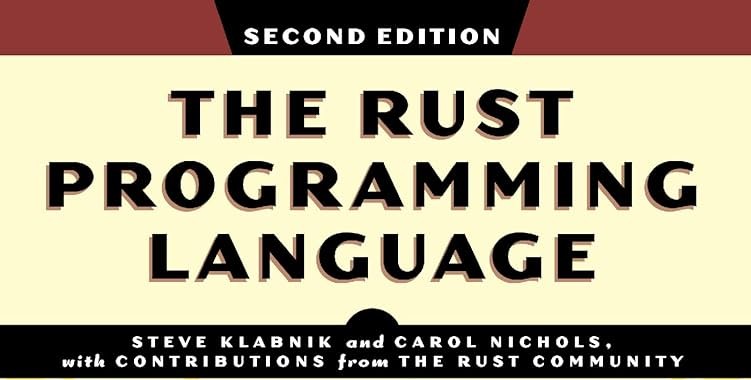 SECOND EDITION
THE RUST
PROGRAMMING
LANGUAGE
STEVE KLABNIK and CAROL NICHOLS,
with CONTRIBUTIONS from THE RUST COMMUNITY